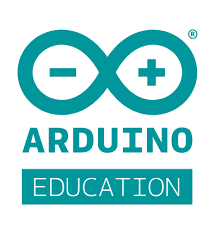 - +
®
ARDUINO
EDUCATION